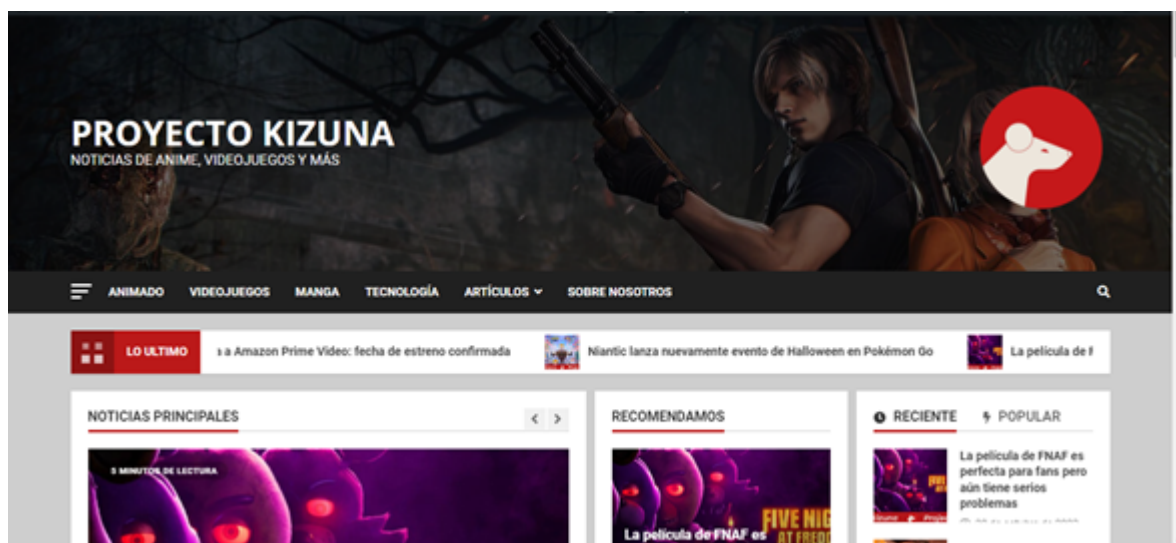 PROYECTO KIZUNA
NOTICIAS DE ANIME, VIDEOJUEGOS Y MÁS
ANIMADO VIDEOJUEGOS MANGA TECNOLOGÍA ARTÍCULOS SOBRE NOSOTROS
LO ULTIMO a Amazon Prime Video: fecha de estreno confirmada Niantic lanza nuevamente evento de Halloween en Pokémon Go La película de
NOTICIAS PRINCIPALES
5 MINUTOS DE LECTURA
RECOMENDAMOS
FIVE NIG
AT FREDD
La película de FNAF es
RECIENTE POPULAR
La película de FNAF es
perfecta para fans pero
aún tiene serios
problemas